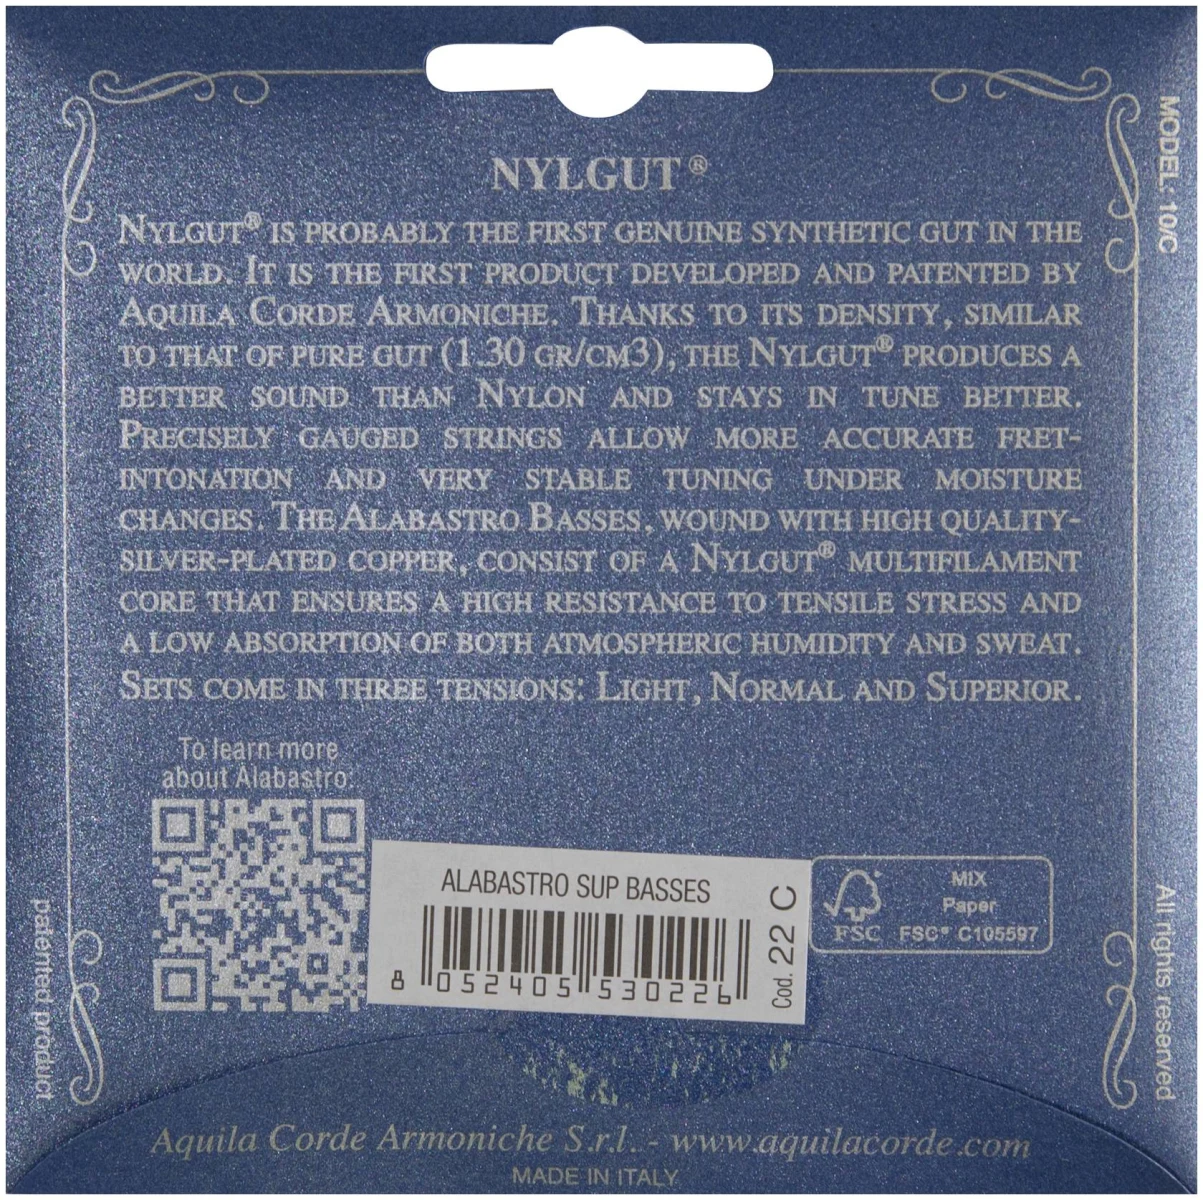 NYLGUT®
NYLGUT® IS PROBABLY THE FIRST GENUINE SYNTHETIC GUT IN THE
WORLD. IT IS THE FIRST PRODUCT DEVELOPED AND PATENTED BY
AQUILA CORDE ARMONICHE. THANKS TO ITS DENSITY, SIMILAR
TO THAT OF PURE GUT (1.30 GR/CM3), THE NYLGUT® PRODUCES A
BETTER SOUND THAN NYLON AND STAYS IN TUNE BETTER.
PRECISELY GAUGED STRINGS ALLOW MORE ACCURATE FRET-
INTONATION AND VERY STABLE TUNING UNDER MOISTURE
CHANGES. THE ALABASTRO BASSES, WOUND WITH HIGH QUALITY-
SILVER-PLATED COPPER, CONSIST OF A NYLGUT® MULTIFILAMENT
CORE THAT ENSURES A HIGH RESISTANCE TO TENSILE STRESS AND
A LOW ABSORPTION OF BOTH ATMOSPHERIC HUMIDITY AND SWEAT.
SETS COME IN THREE TENSIONS: LIGHT, NORMAL AND SUPERIOR.
MODEL: 10/C
To learn more
about Alabastro:
ALABASTRO SUP BASSES
8 052405 530226
Cod. 22 C
MIX
Paper
FSC
FSC® C105597
patented product
All rights reserved
Aquila Corde Armoniche S.r.l. - www.aquilacorde.com
MADE IN ITALY